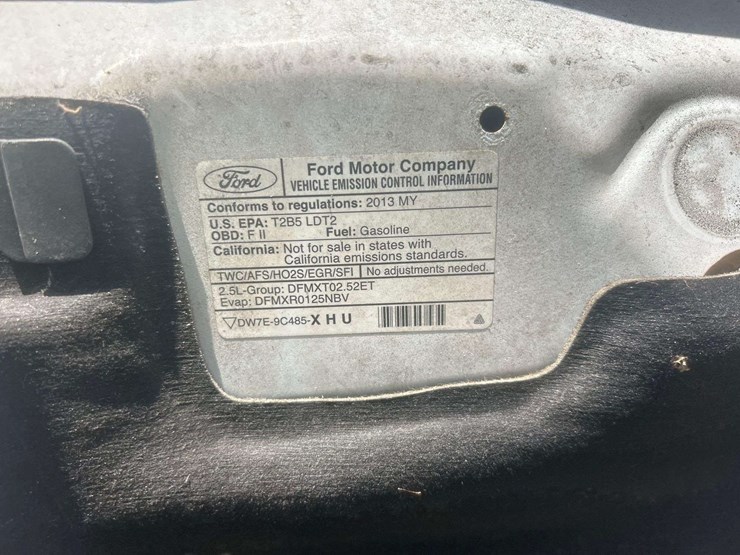 Ford
Ford Motor Company
VEHICLE EMISSION CONTROL INFORMATION
Conforms to regulations: 2013 MY
U.S. EPA: T2B5 LDT2
OBD: F II Fuel: Gasoline
California: Not for sale in states with
California emissions standards.
TWC/AFS/HO2S/EGR/SFI No adjustments needed.
2.5L-Group: DFMXT02.52ET
Evap: DFMXR0125NBV
DW7E-9C485-X H U